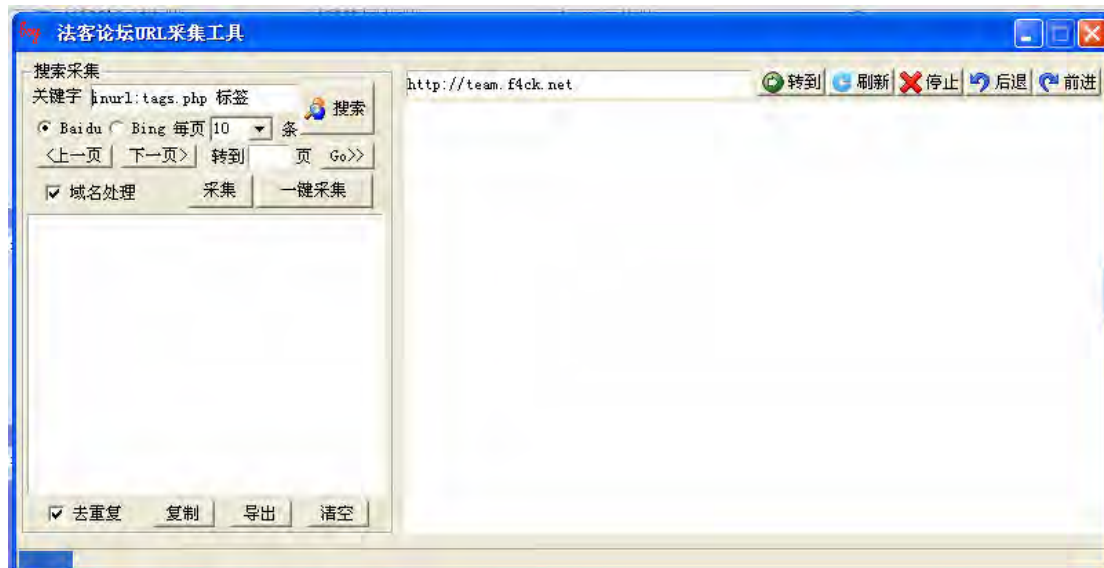 法客论坛URL采集工具
搜索采集
关键字 inurl:tags.php 标签
搜索
Baidu Bing 每页 10 条
<上一页 下一页> 转到 页 Go>>
域名处理 采集 一键采集
http://team.f4ck.net 转到 刷新 停止 后退 前进
去重复 复制 导出 清空